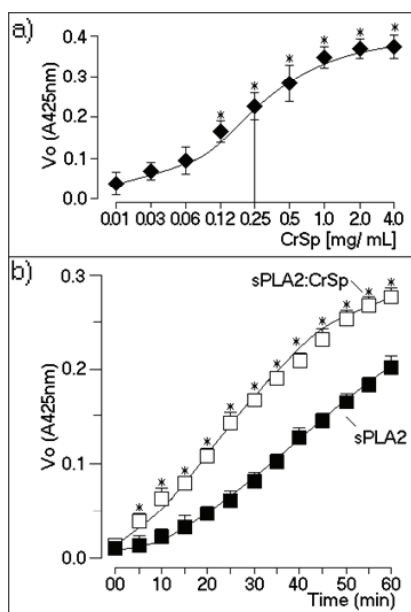 a)
Vo (A425nm)
0.4
0.3
0.2
0.1
0.0
* * * * * *
0.01 0.03 0.06 0.12 0.25 0.5 1.0 2.0 4.0
CrSp [mg/ mL]
b)
Vo (A425nm)
0.3
0.2
0.1
0.0
sPLA2:CrSp
* * * * * * * * * * * *
sPLA2
00 10 20 30 40 50 60
Time (min)